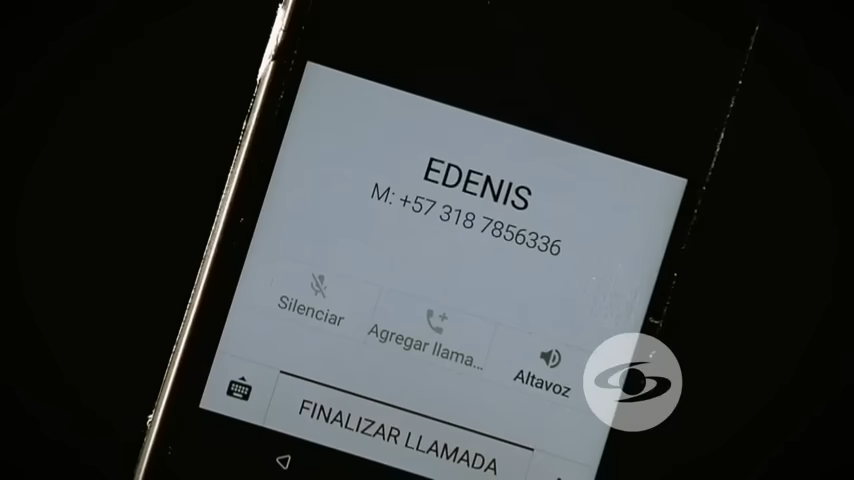 EDENIS
M: +57 318 7856336
Silenciar
Agregar llama...
Altavoz
FINALIZAR LLAMADA